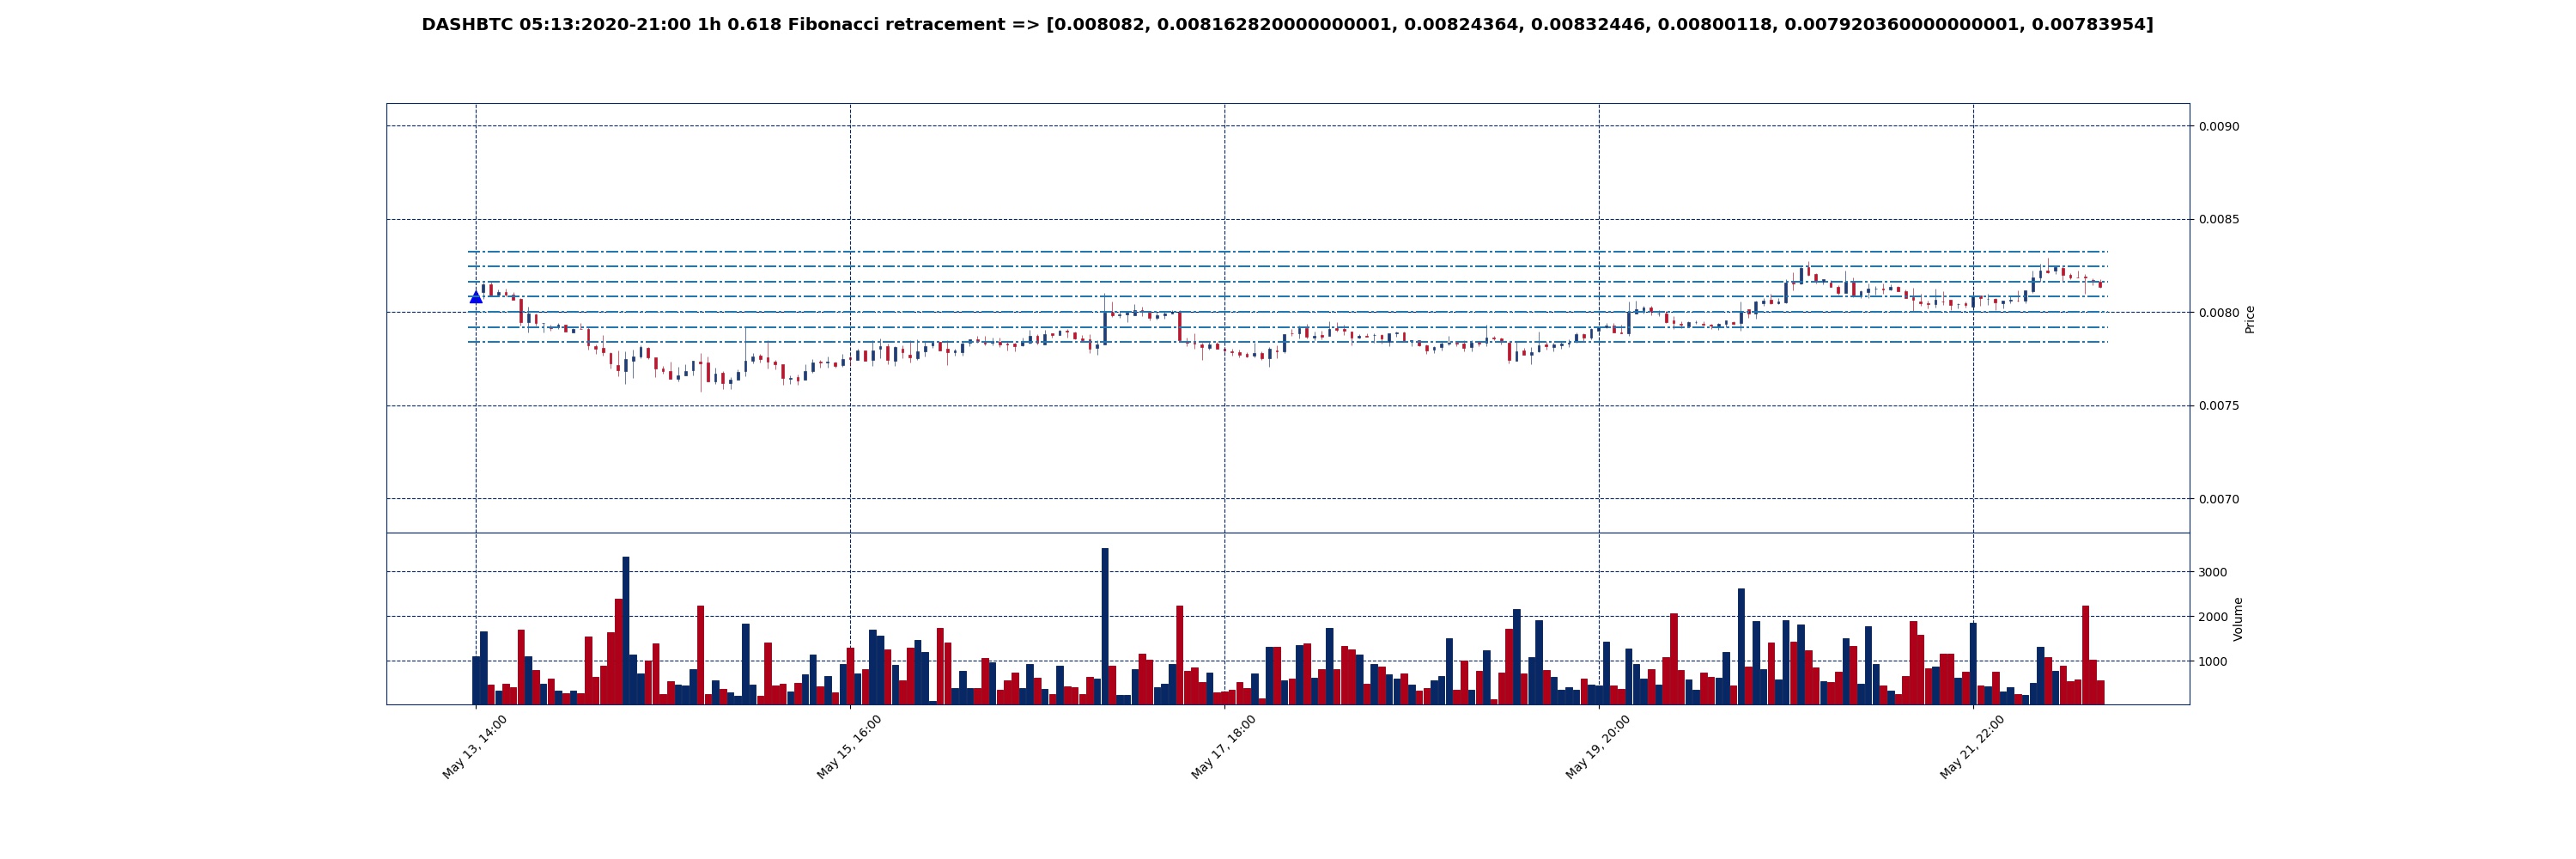 DASHBTC 05:13:2020-21:00 1h 0.618 Fibonacci retracement => [0.008082, 0.008162820000000001, 0.00824364, 0.00832446, 0.00800118, 0.007920360000000001, 0.00783954]
0.0090
0.0085
0.0080
0.0075
0.0070
Price
3000
2000
1000
Volume
May 13, 14:00
May 15, 16:00
May 17, 18:00
May 19, 20:00
May 21, 22:00